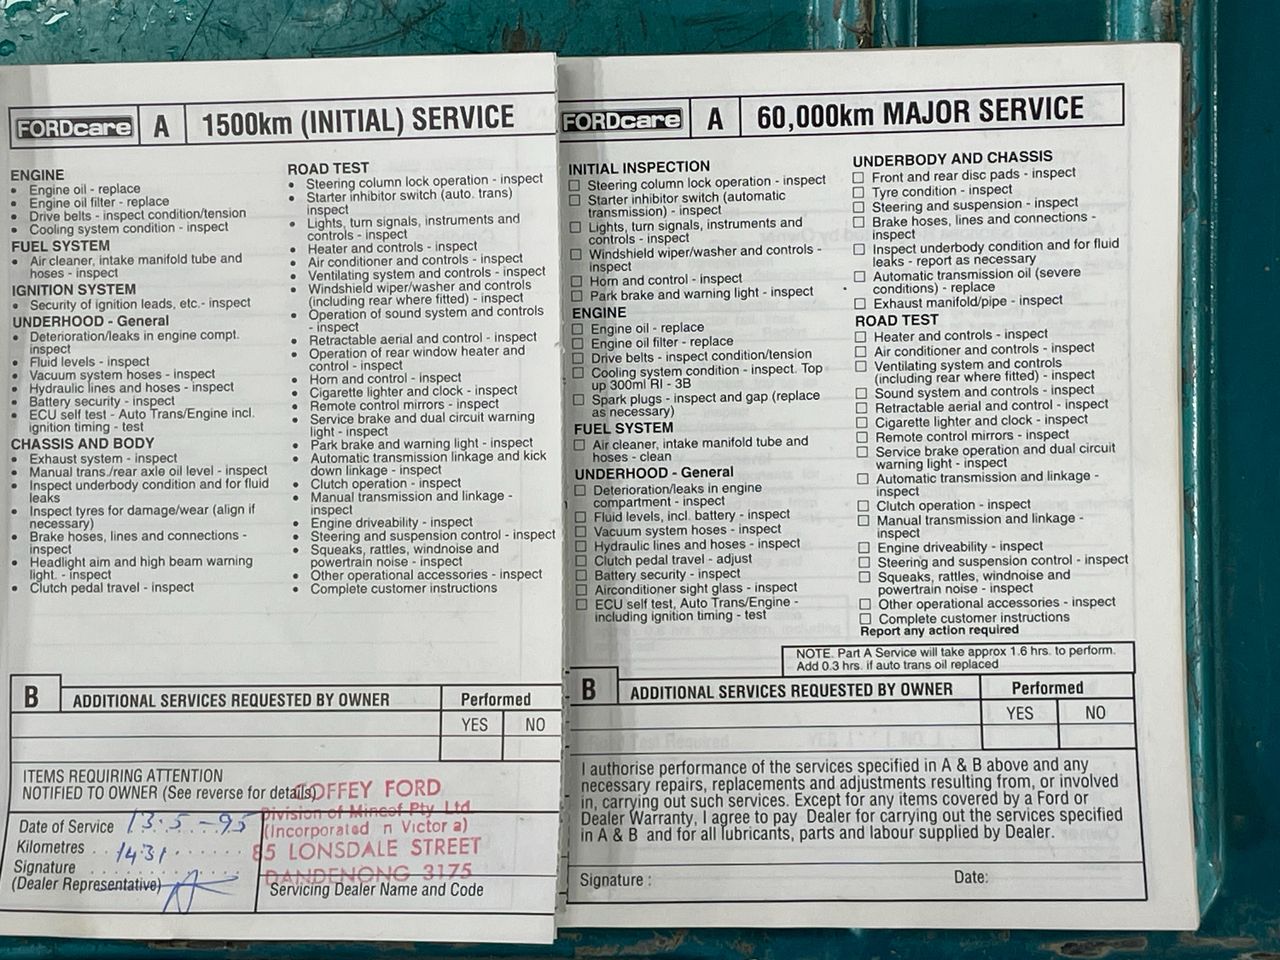 FORDcare A 1500km (INITIAL) SERVICE
ENGINE
• Engine oil - replace
• Engine oil filter - replace
• Drive belts - inspect condition/tension
• Cooling system condition - inspect
FUEL SYSTEM
• Air cleaner, intake manifold tube and
hoses - inspect
IGNITION SYSTEM
• Security of ignition leads, etc.- inspect
UNDERHOOD - General
• Deterioration/leaks in engine compt.
inspect
• Fluid levels - inspect
• Vacuum system hoses - inspect
• Hydraulic lines and hoses - inspect
• Battery security - inspect
• ECU self test - Auto Trans/Engine incl.
ignition timing - test
CHASSIS AND BODY
• Exhaust system - inspect
• Manual trans./rear axle oil level - inspect
• Inspect underbody condition and for fluid
leaks
• Inspect tyres for damage/wear (align if
necessary)
• Brake hoses, lines and connections -
inspect
• Headlight aim and high beam warning
light. - inspect
• Clutch pedal travel - inspect
ROAD TEST
• Steering column lock operation - inspect
• Starter inhibitor switch (auto. trans)
inspect
• Lights, turn signals, instruments and
controls - inspect
• Heater and controls - inspect
• Air conditioner and controls - inspect
• Ventilating system and controls - inspect
• Windshield wiper/washer and controls
(including rear where fitted) - inspect
• Operation of sound system and controls
- inspect
• Retractable aerial and control - inspect
• Operation of rear window heater and
control - inspect
• Horn and control - inspect
• Cigarette lighter and clock - inspect
• Remote control mirrors - inspect
• Service brake and dual circuit warning
light - inspect
• Park brake and warning light - inspect
• Automatic transmission linkage and kick
down linkage - inspect
• Clutch operation - inspect
• Manual transmission and linkage -
inspect
• Engine driveability - inspect
• Steering and suspension control - inspect
• Squeaks, rattles, windnoise and
powertrain noise - inspect
• Other operational accessories - inspect
• Complete customer instructions
B ADDITIONAL SERVICES REQUESTED BY OWNER Performed
YES NO
ITEMS REQUIRING ATTENTION
NOTIFIED TO OWNER (See reverse for details)
Date of Service 13.5-95
Kilometres 1431
Signature
(Dealer Representative)
COFFEY FORD
Division of Mincof Pty Ltd
(Incorporated n Victor a)
85 LONSDALE STREET
DANDENONG 3175
Servicing Dealer Name and Code
FORDcare A 60,000km MAJOR SERVICE
INITIAL INSPECTION
☐ Steering column lock operation - inspect
☐ Starter inhibitor switch (automatic
transmission) - inspect
☐ Lights, turn signals, instruments and
controls - inspect
☐ Windshield wiper/washer and controls -
inspect
☐ Horn and control - inspect
☐ Park brake and warning light - inspect
ENGINE
☐ Engine oil - replace
☐ Engine oil filter - replace
☐ Drive belts - inspect condition/tension
☐ Cooling system condition - inspect. Top
up 300ml RI - 3B
☐ Spark plugs - inspect and gap (replace
as necessary)
FUEL SYSTEM
☐ Air cleaner, intake manifold tube and
hoses - clean
UNDERHOOD - General
☐ Deterioration/leaks in engine
compartment - inspect
☐ Fluid levels, incl. battery - inspect
☐ Vacuum system hoses - inspect
☐ Hydraulic lines and hoses - inspect
☐ Clutch pedal travel - adjust
☐ Battery security - inspect
☐ Airconditioner sight glass - inspect
☐ ECU self test, Auto Trans/Engine -
including ignition timing - test
UNDERBODY AND CHASSIS
☐ Front and rear disc pads - inspect
☐ Tyre condition - inspect
☐ Steering and suspension - inspect
☐ Brake hoses, lines and connections -
inspect
☐ Inspect underbody condition and for fluid
leaks - report as necessary
☐ Automatic transmission oil (severe
conditions) - replace
☐ Exhaust manifold/pipe - inspect
ROAD TEST
☐ Heater and controls - inspect
☐ Air conditioner and controls - inspect
☐ Ventilating system and controls
(including rear where fitted) - inspect
☐ Sound system and controls - inspect
☐ Retractable aerial and control - inspect
☐ Cigarette lighter and clock - inspect
☐ Remote control mirrors - inspect
☐ Service brake operation and dual circuit
warning light - inspect
☐ Automatic transmission and linkage -
inspect
☐ Clutch operation - inspect
☐ Manual transmission and linkage -
inspect
☐ Engine driveability - inspect
☐ Steering and suspension control - inspect
☐ Squeaks, rattles, windnoise and
powertrain noise - inspect
☐ Other operational accessories - inspect
☐ Complete customer instructions
Report any action required
NOTE. Part A Service will take approx 1.6 hrs. to perform.
Add 0.3 hrs. if auto trans oil replaced
B ADDITIONAL SERVICES REQUESTED BY OWNER Performed
YES NO
I authorise performance of the services specified in A & B above and any
necessary repairs, replacements and adjustments resulting from, or involved
in, carrying out such services. Except for any items covered by a Ford or
Dealer Warranty, I agree to pay Dealer for carrying out the services specified
in A & B and for all lubricants, parts and labour supplied by Dealer.
Signature : Date: